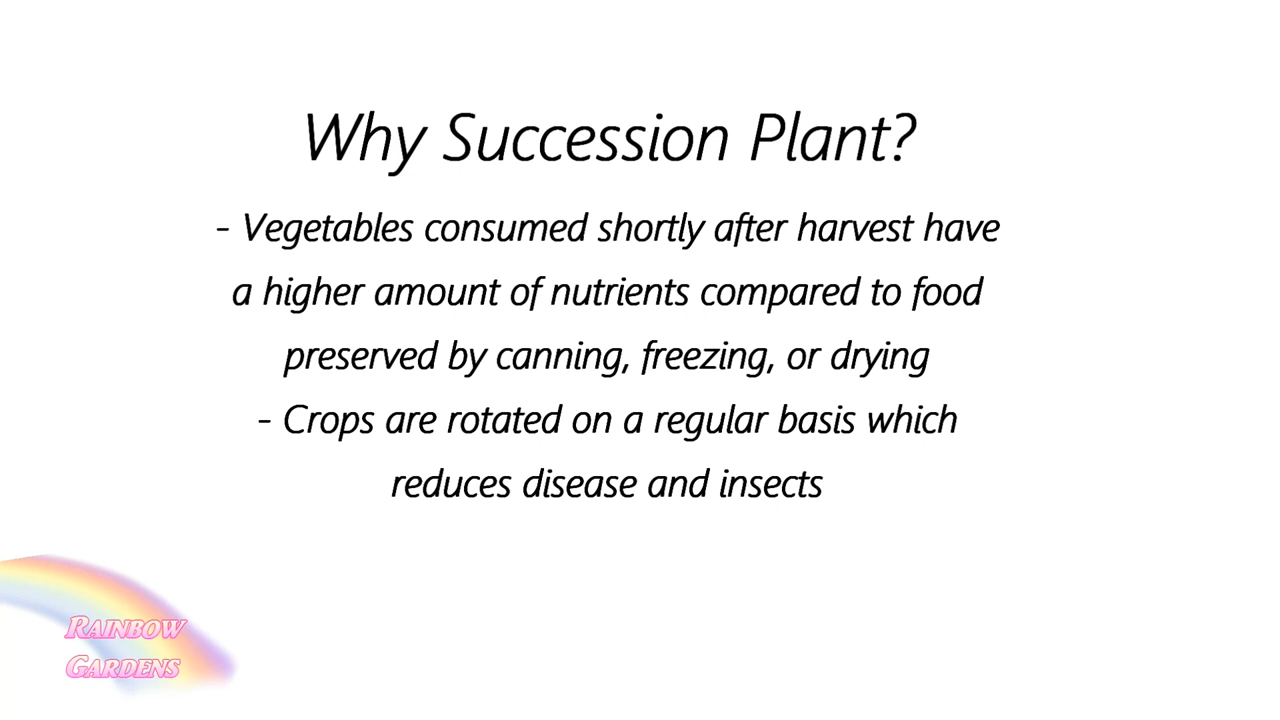 Why Succession Plant?
- Vegetables consumed shortly after harvest have
a higher amount of nutrients compared to food
preserved by canning, freezing, or drying
- Crops are rotated on a regular basis which
reduces disease and insects
RAINBOW
GARDENS